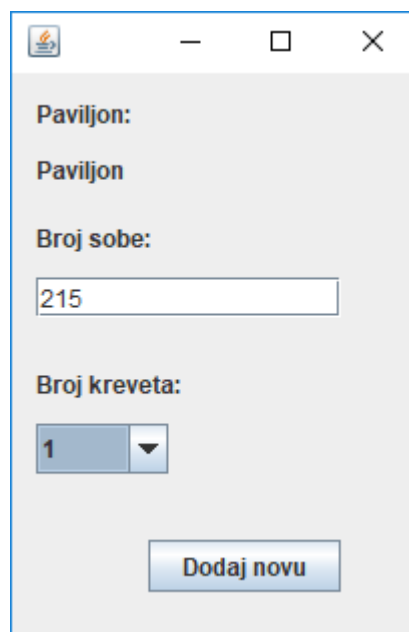 Paviljon:
Paviljon
Broj sobe:
215
Broj kreveta:
1
Dodaj novu